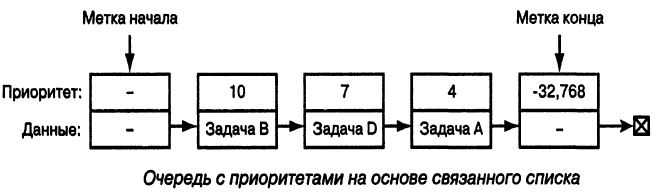 Метка начала Метка конца
Приоритет: – 10 7 4 -32,768
Данные: – Задача B Задача D Задача A –
Очередь с приоритетами на основе связанного списка